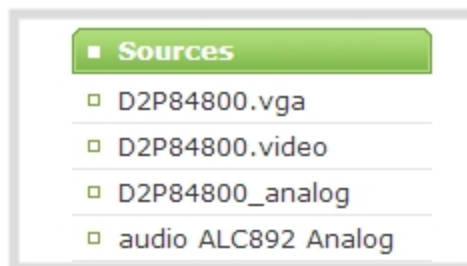 Sources
D2P84800.vga
D2P84800.video
D2P84800_analog
audio ALC892 Analog